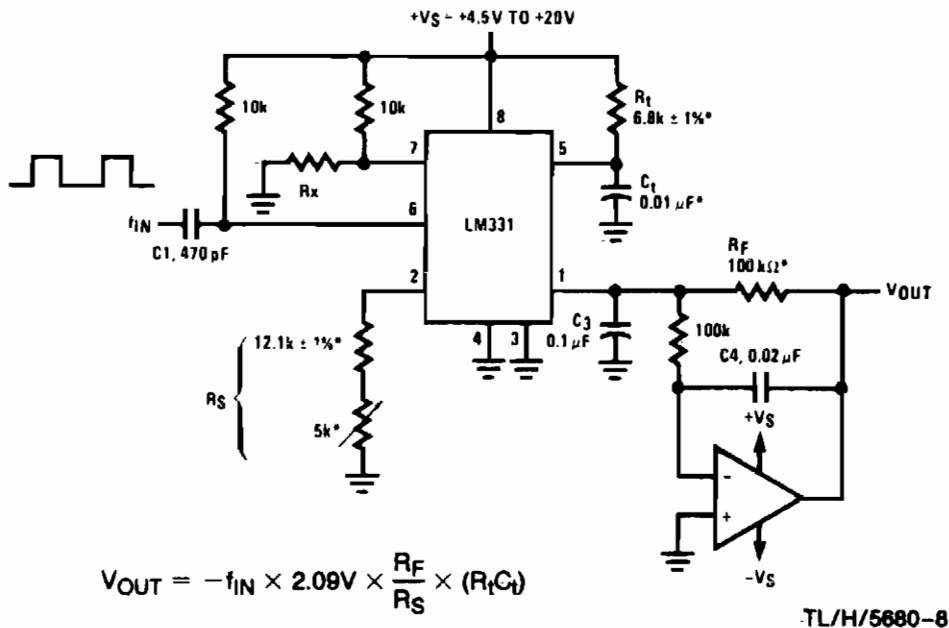 +VS - +4.5V TO +20V
10k
10k
Rt
6.8k ± 1%*
8
7
5
Rx
Ct
0.01 μF*
LM331
fIN
C1, 470 pF
6
2
1
RF
100 kΩ*
VOUT
12.1k ± 1%*
4
3
C3
0.1 μF
100k
C4, 0.02 μF
RS
5k*
+VS
-
+
-VS
VOUT = -fIN × 2.09V × RF/RS × (RtCt)
TL/H/5680-8